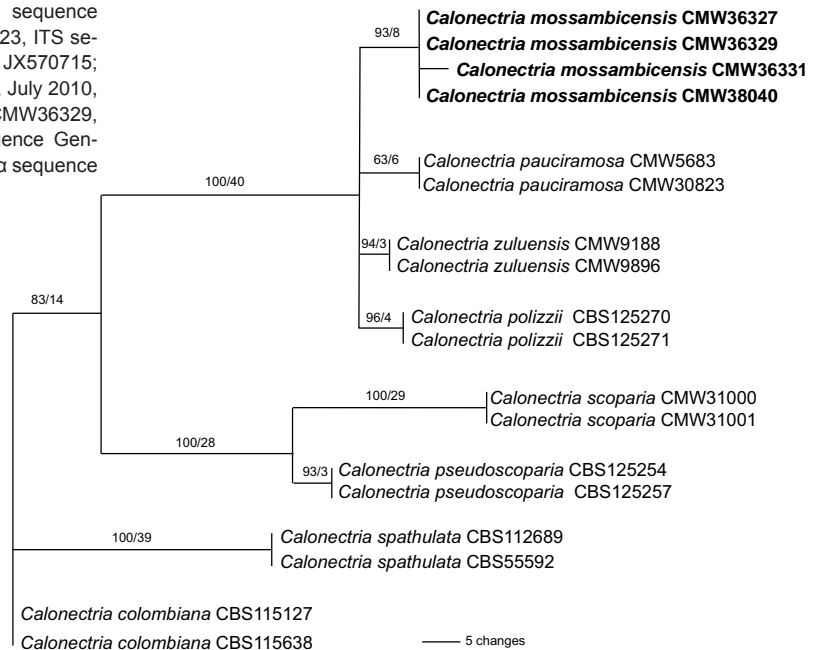 sequence
23, ITS se-
JX570715;
July 2010,
CMW36329,
uence Gen-
α sequence
93/8
Calonectria mossambicensis CMW36327
Calonectria mossambicensis CMW36329
Calonectria mossambicensis CMW36331
Calonectria mossambicensis CMW38040
63/6
Calonectria pauciramosa CMW5683
Calonectria pauciramosa CMW30823
100/40
94/3
Calonectria zuluensis CMW9188
Calonectria zuluensis CMW9896
83/14
96/4
Calonectria polizzii CBS125270
Calonectria polizzii CBS125271
100/29
Calonectria scoparia CMW31000
Calonectria scoparia CMW31001
100/28
93/3
Calonectria pseudoscoparia CBS125254
Calonectria pseudoscoparia CBS125257
100/39
Calonectria spathulata CBS112689
Calonectria spathulata CBS55592
Calonectria colombiana CBS115127
Calonectria colombiana CBS115638
5 changes